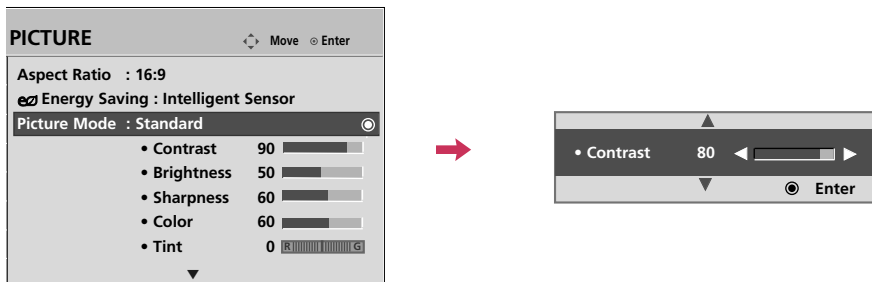 PICTURE
Move ⊙ Enter
Aspect Ratio : 16:9
Energy Saving : Intelligent Sensor
Picture Mode : Standard
• Contrast 90
• Brightness 50
• Sharpness 60
• Color 60
• Tint 0 R G
• Contrast 80
Enter